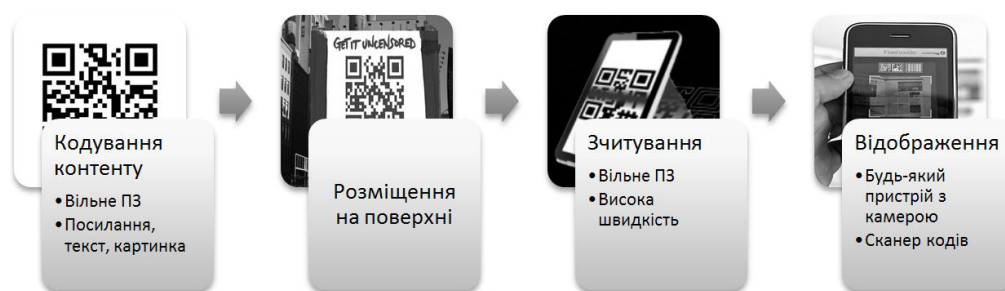 GET IT UNCENSORED
Кодування
контенту
• Вільне ПЗ
• Посилання,
текст, картинка
Розміщення
на поверхні
Зчитування
• Вільне ПЗ
• Висока
швидкість
Відображення
• Будь-який
пристрій з
камерою
• Сканер кодів